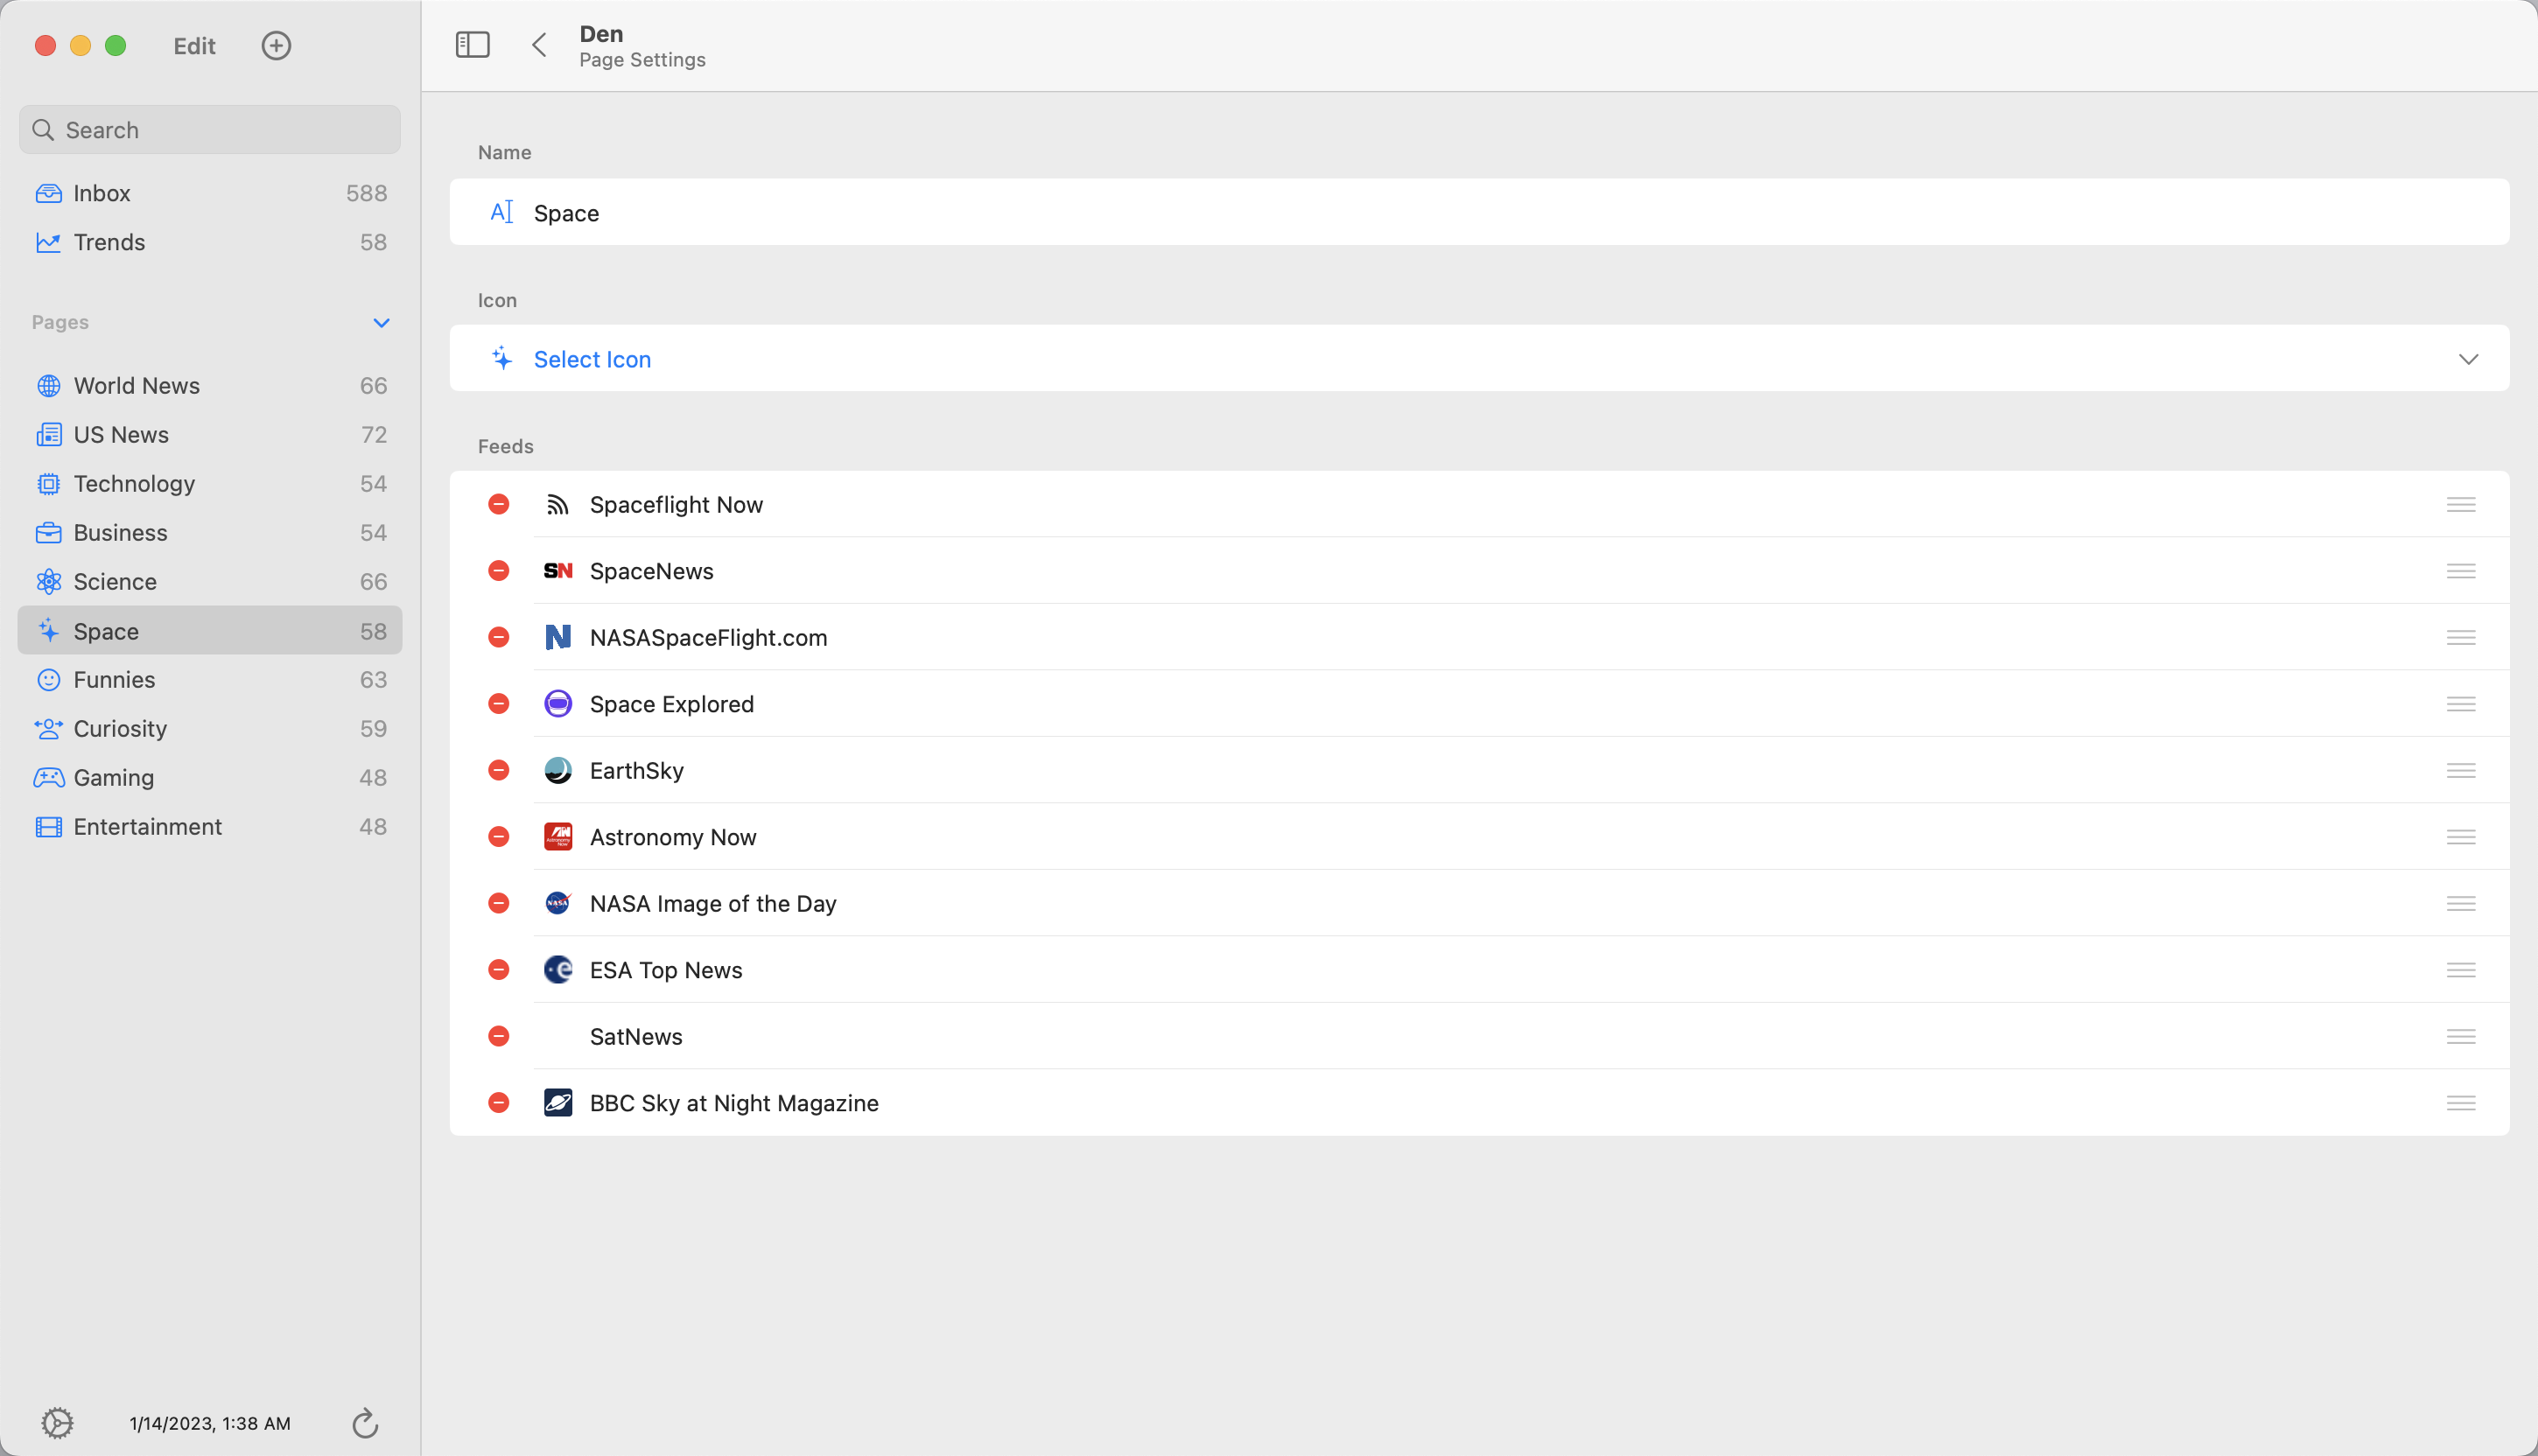 Edit
Den
Page Settings
Search
Inbox 588
Trends 58
Pages
World News 66
US News 72
Technology 54
Business 54
Science 66
Space 58
Funnies 63
Curiosity 59
Gaming 48
Entertainment 48
1/14/2023, 1:38 AM
Name
Space
Icon
Select Icon
Feeds
Spaceflight Now
SN SpaceNews
N NASASpaceFlight.com
Space Explored
EarthSky
Astronomy Now
NASA NASA Image of the Day
ESA Top News
SatNews
BBC Sky at Night Magazine